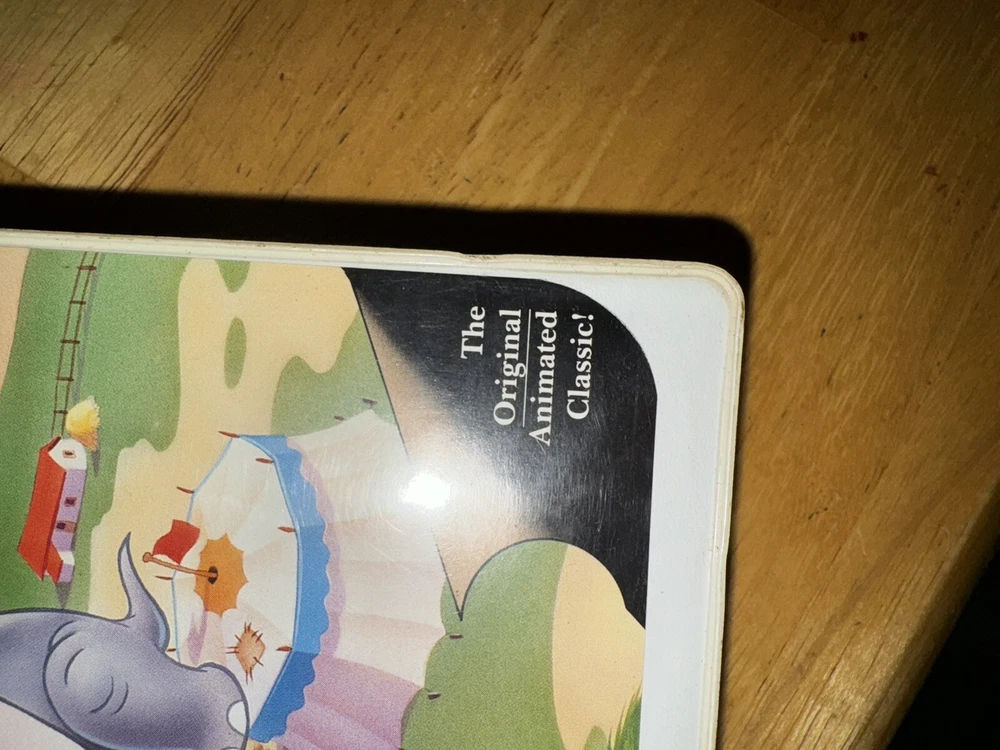 The
Original
Animated
Classic!